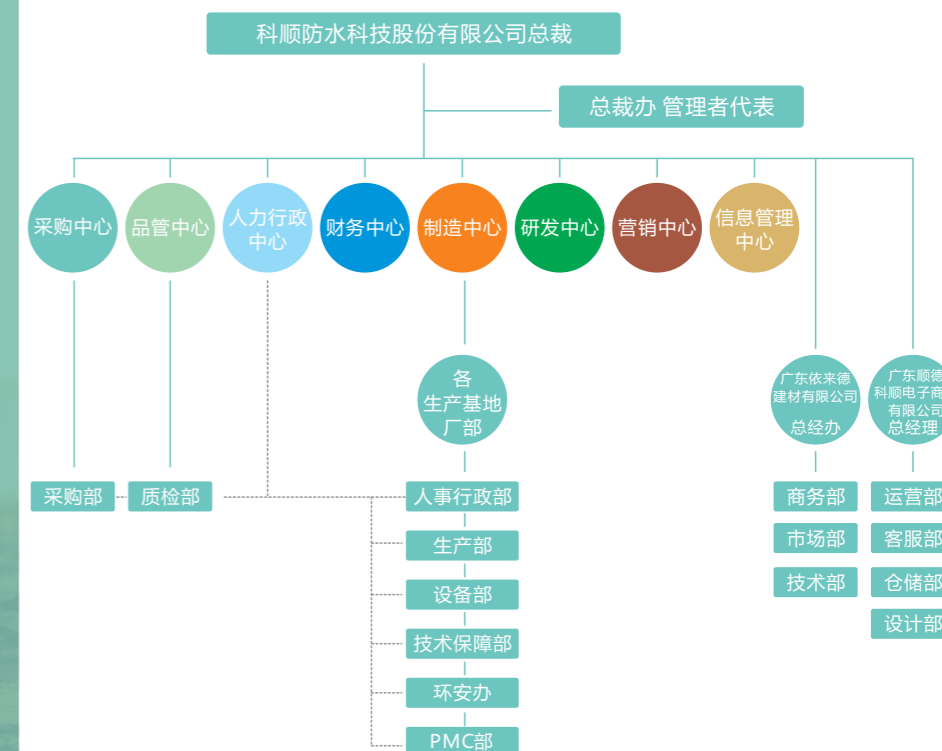 科顺防水科技股份有限公司总裁
总裁办 管理者代表
采购中心
品管中心
人力行政
中心
财务中心
制造中心
研发中心
营销中心
信息管理
中心
各
生产基地
厂部
广东依来德
建材有限公司
总经办
广东顺德
科顺电子商
有限公司
总经理
采购部
质检部
人事行政部
生产部
设备部
技术保障部
环安办
PMC部
商务部
市场部
技术部
运营部
客服部
仓储部
设计部